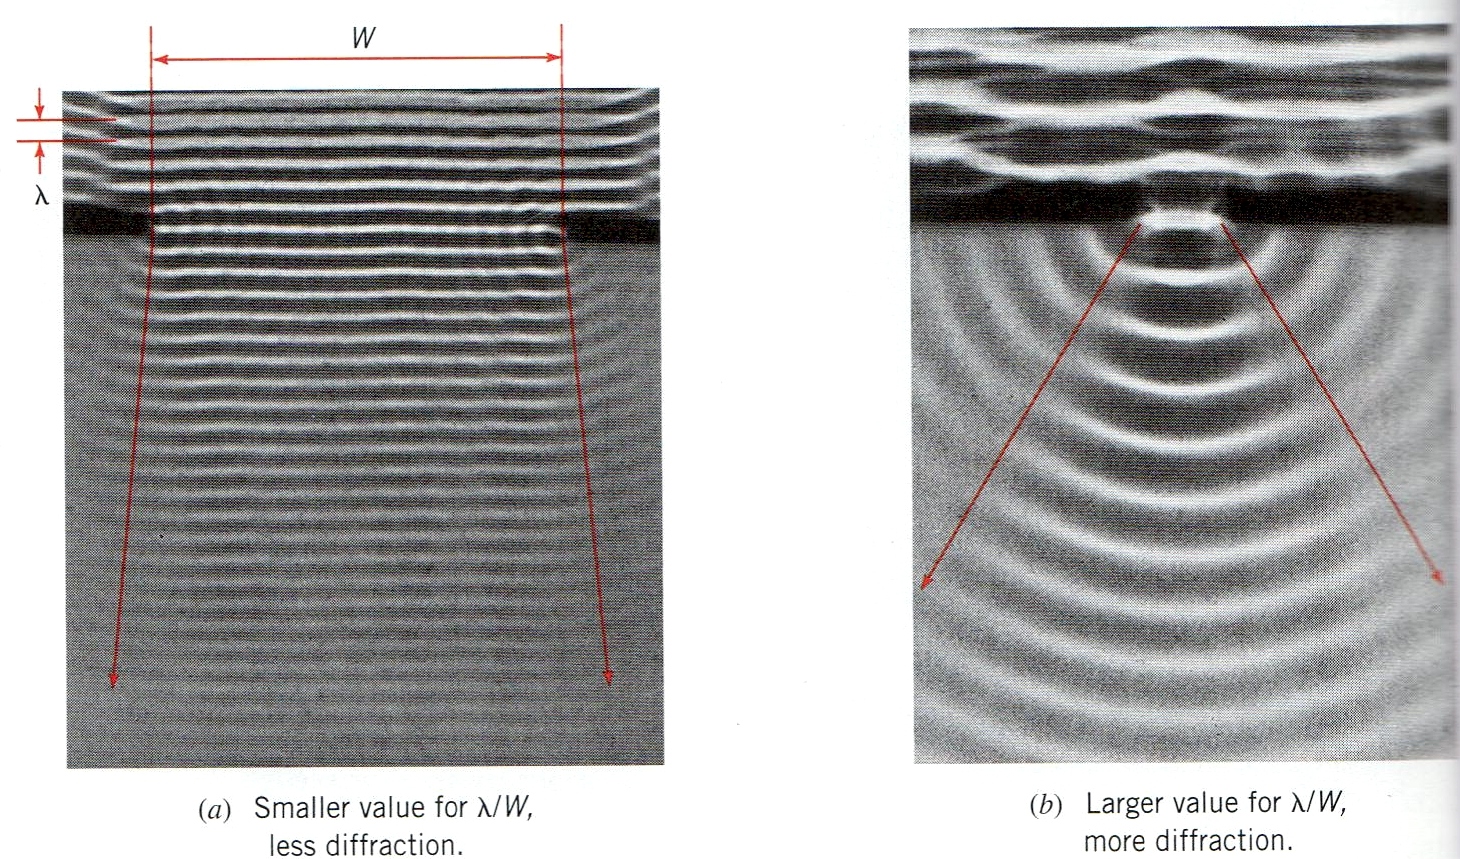 W
λ
(a) Smaller value for λ/W,
less diffraction.
(b) Larger value for λ/W,
more diffraction.